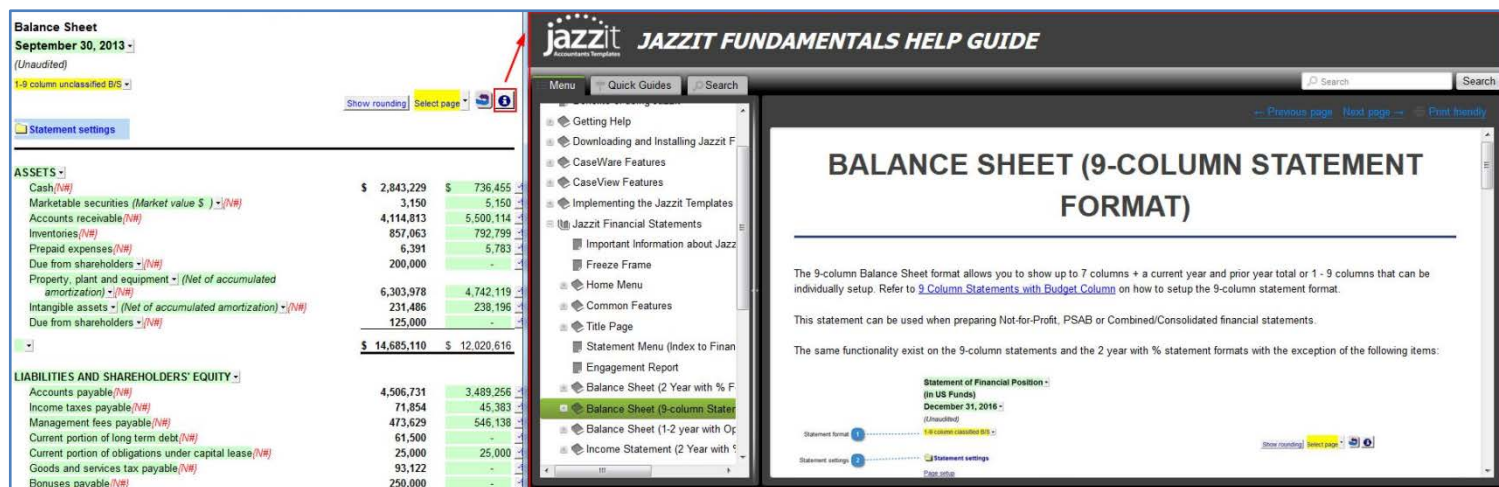 Balance Sheet
September 30, 2013
(Unaudited)
1-9 column unclassified B/S
Show rounding Select page
Statement settings
ASSETS
Cash(N#) $ 2,843,229 $ 736,455
Marketable securities (Market value $ ) (N#) 3,150 5,150
Accounts receivable(N#) 4,114,813 5,500,114
Inventories(N#) 857,063 792,799
Prepaid expenses(N#) 6,391 5,783
Due from shareholders (N#) 200,000 -
Property, plant and equipment (Net of accumulated
amortization) (N#) 6,303,978 4,742,119
Intangible assets (Net of accumulated amortization) (N#) 231,486 238,196
Due from shareholders (N#) 125,000 -
$ 14,685,110 $ 12,020,616
LIABILITIES AND SHAREHOLDERS' EQUITY
Accounts payable(N#) 4,506,731 3,489,256
Income taxes payable(N#) 71,854 45,383
Management fees payable(N#) 473,629 546,138
Current portion of long term debt(N#) 61,500 -
Current portion of obligations under capital lease(N#) 25,000 25,000
Goods and services tax payable(N#) 93,122 -
Bonuses payable(N#) 250,000 -
jazzit
Accountants Templates
JAZZIT FUNDAMENTALS HELP GUIDE
Menu Quick Guides Search
Search Search
Getting Help
Downloading and Installing Jazzit F
CaseWare Features
CaseView Features
Implementing the Jazzit Templates
Jazzit Financial Statements
Important Information about Jazz
Freeze Frame
Home Menu
Common Features
Title Page
Statement Menu (Index to Finan
Engagement Report
Balance Sheet (2 Year with % F
Balance Sheet (9-column Stater
Balance Sheet (1-2 year with Op
Income Statement (2 Year with %
← Previous page Next page → Print friendly
BALANCE SHEET (9-COLUMN STATEMENT
FORMAT)
The 9-column Balance Sheet format allows you to show up to 7 columns + a current year and prior year total or 1 - 9 columns that can be
individually setup. Refer to 9 Column Statements with Budget Column on how to setup the 9-column statement format.
This statement can be used when preparing Not-for-Profit, PSAB or Combined/Consolidated financial statements.
The same functionality exist on the 9-column statements and the 2 year with % statement formats with the exception of the following items:
Statement of Financial Position
(in US Funds)
December 31, 2016
(Unaudited)
Statement format 1 1-9 column classified B/S
Show rounding Select page
Statement settings 2 Statement settings
Page setup